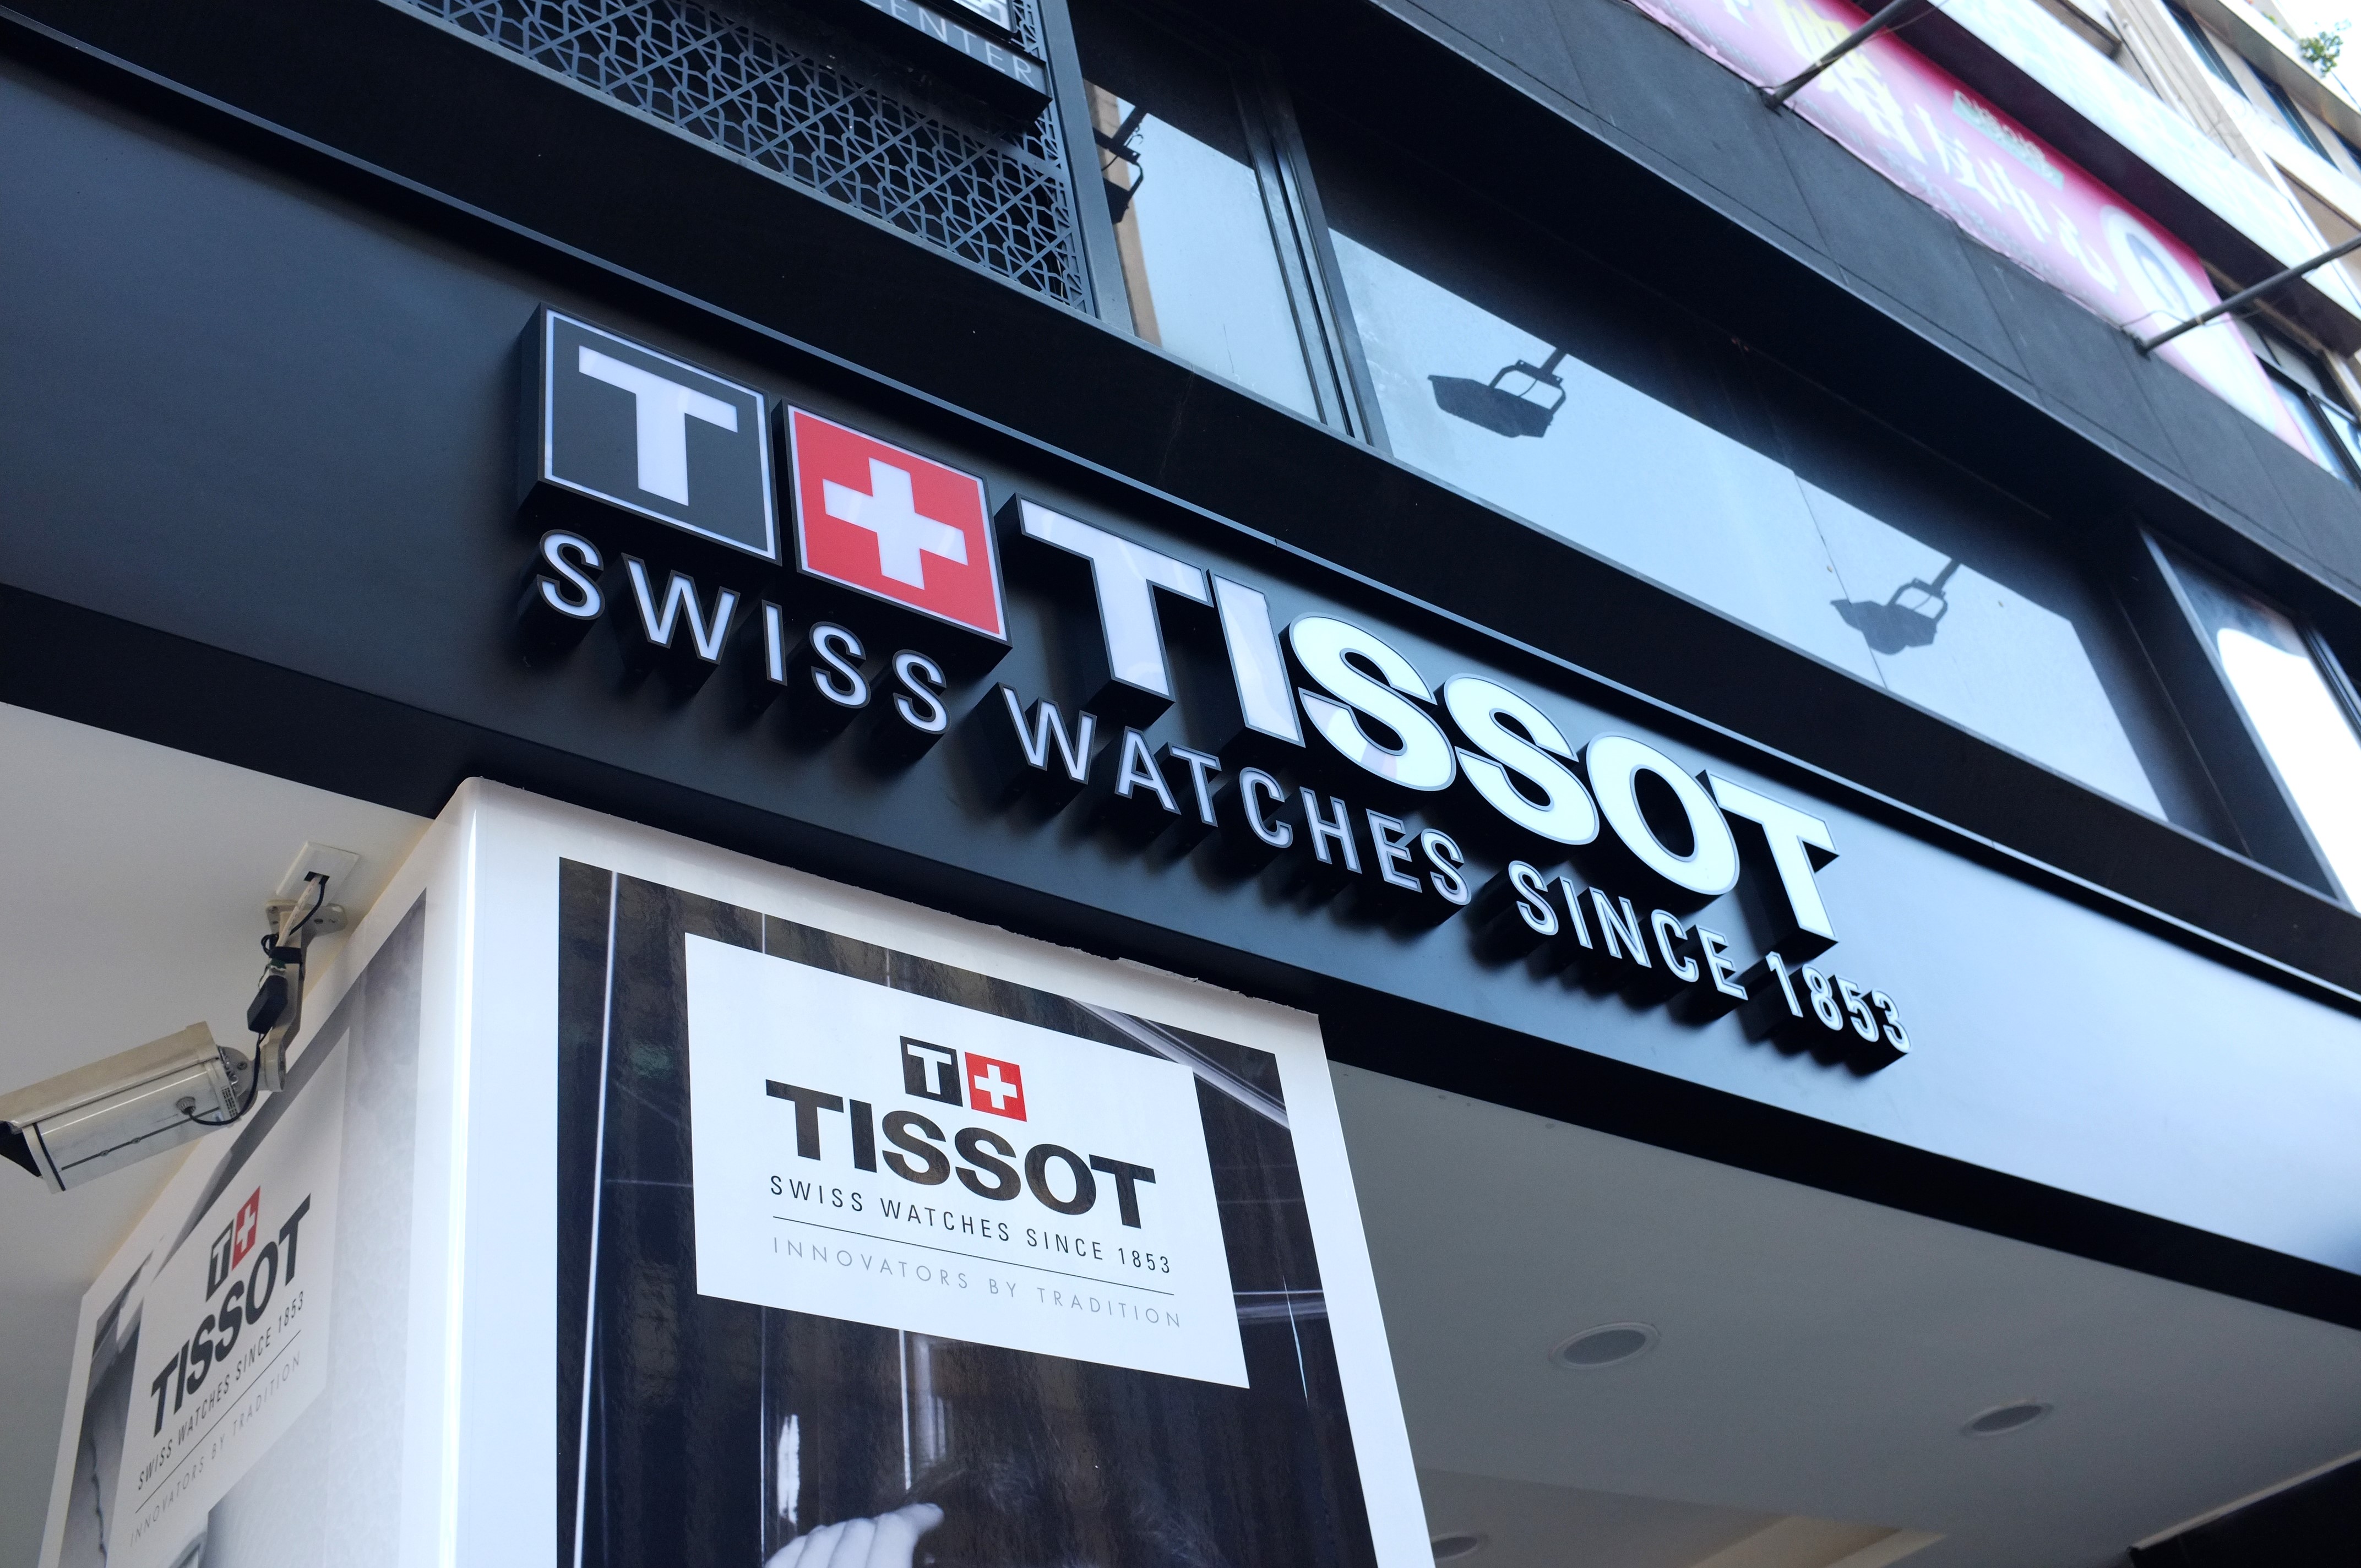 CENTER
T+ TISSOT
SWISS WATCHES SINCE 1853
T+
TISSOT
SWISS WATCHES SINCE 1853
INNOVATORS BY TRADITION
T+
TISSOT
SWISS WATCHES SINCE 1853
INNOVATORS BY TRADITION